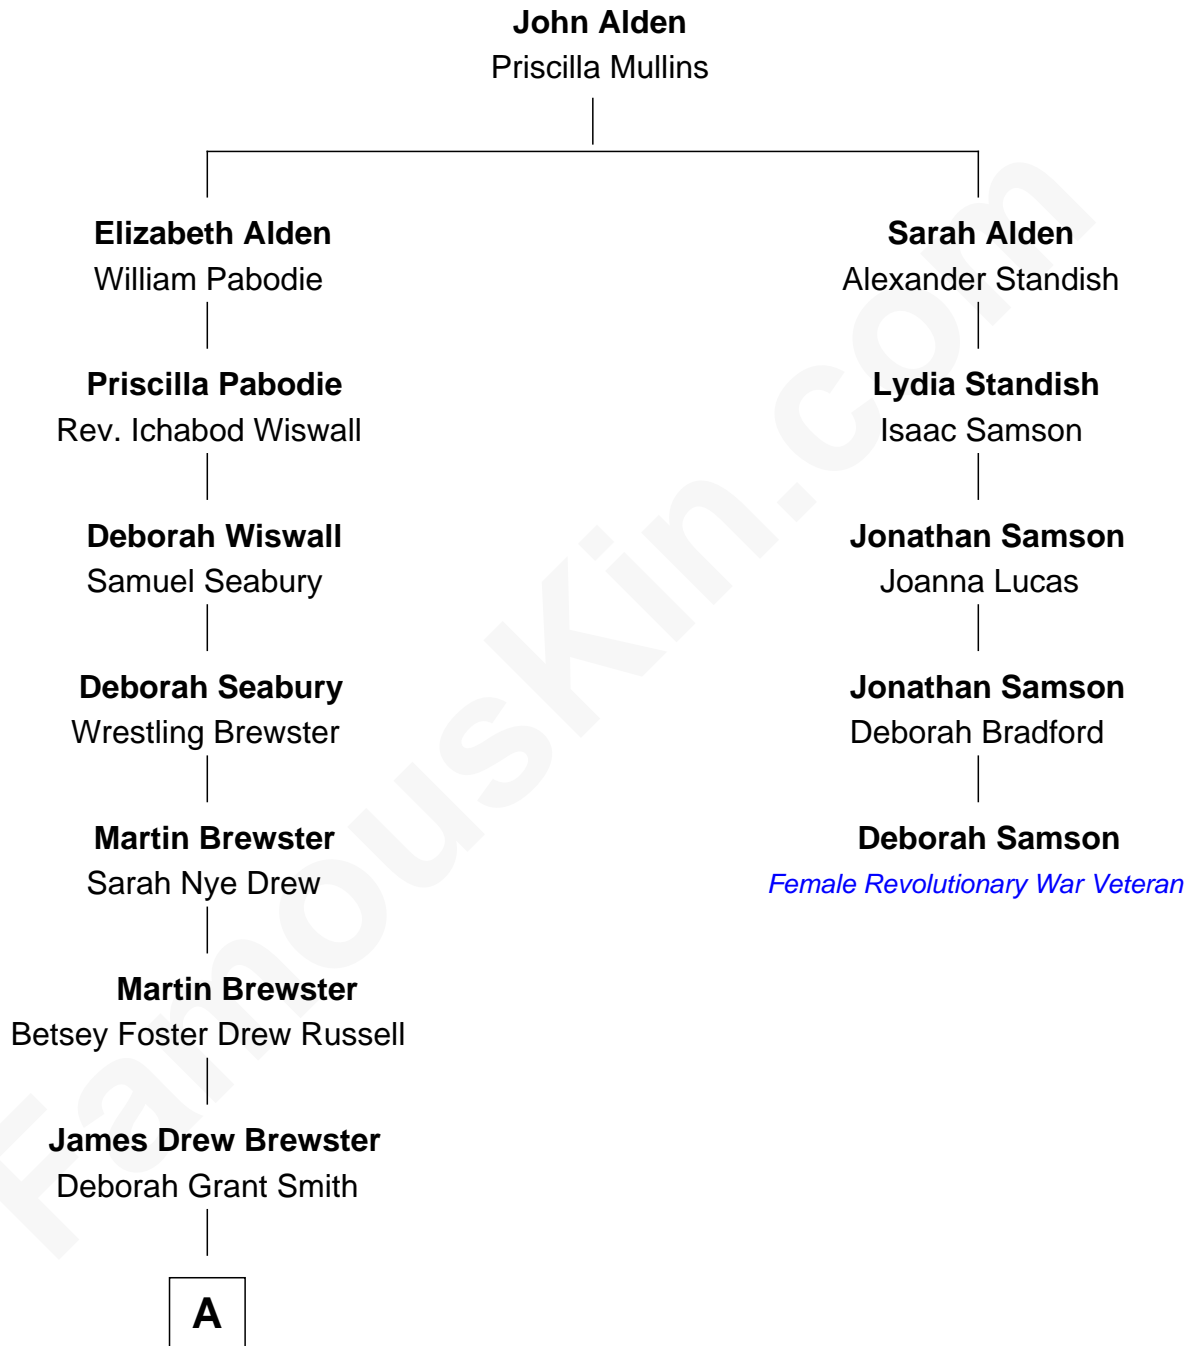 John Alden
Priscilla Mullins
Elizabeth Alden
William Pabodie
Sarah Alden
Alexander Standish
Priscilla Pabodie
Rev. Ichabod Wiswall
Lydia Standish
Isaac Samson
Deborah Wiswall
Samuel Seabury
Jonathan Samson
Joanna Lucas
Deborah Seabury
Wrestling Brewster
Jonathan Samson
Deborah Bradford
Martin Brewster
Sarah Nye Drew
Deborah Samson
Female Revolutionary War Veteran
Martin Brewster
Betsey Foster Drew Russell
James Drew Brewster
Deborah Grant Smith
A
FamousKin.com